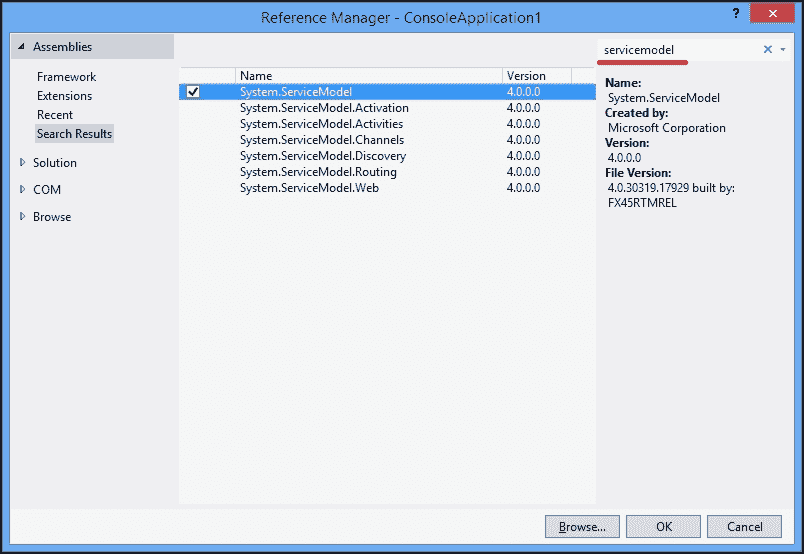 Reference Manager - ConsoleApplication1
?
Assemblies
Framework
Extensions
Recent
Search Results
Solution
COM
Browse
Name Version
System.ServiceModel 4.0.0.0
System.ServiceModel.Activation 4.0.0.0
System.ServiceModel.Activities 4.0.0.0
System.ServiceModel.Channels 4.0.0.0
System.ServiceModel.Discovery 4.0.0.0
System.ServiceModel.Routing 4.0.0.0
System.ServiceModel.Web 4.0.0.0
servicemodel
Name:
System.ServiceModel
Created by:
Microsoft Corporation
Version:
4.0.0.0
File Version:
4.0.30319.17929 built by:
FX45RTMREL
Browse... OK Cancel